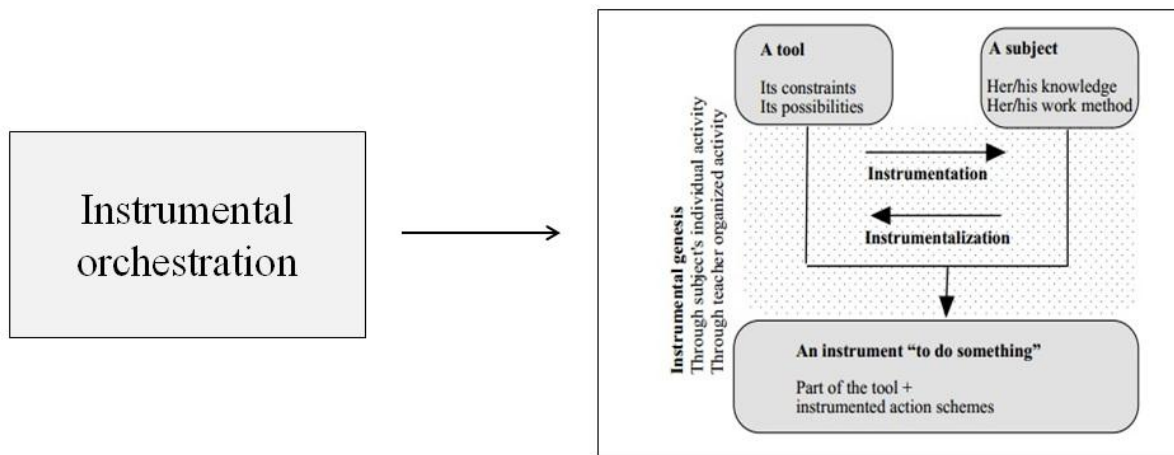 Instrumental
orchestration
A tool
Its constraints
Its possibilities
A subject
Her/his knowledge
Her/his work method
Instrumental genesis
Through subject's individual activity
Through teacher organized activity
Instrumentation
Instrumentalization
An instrument “to do something”
Part of the tool +
instrumented action schemes